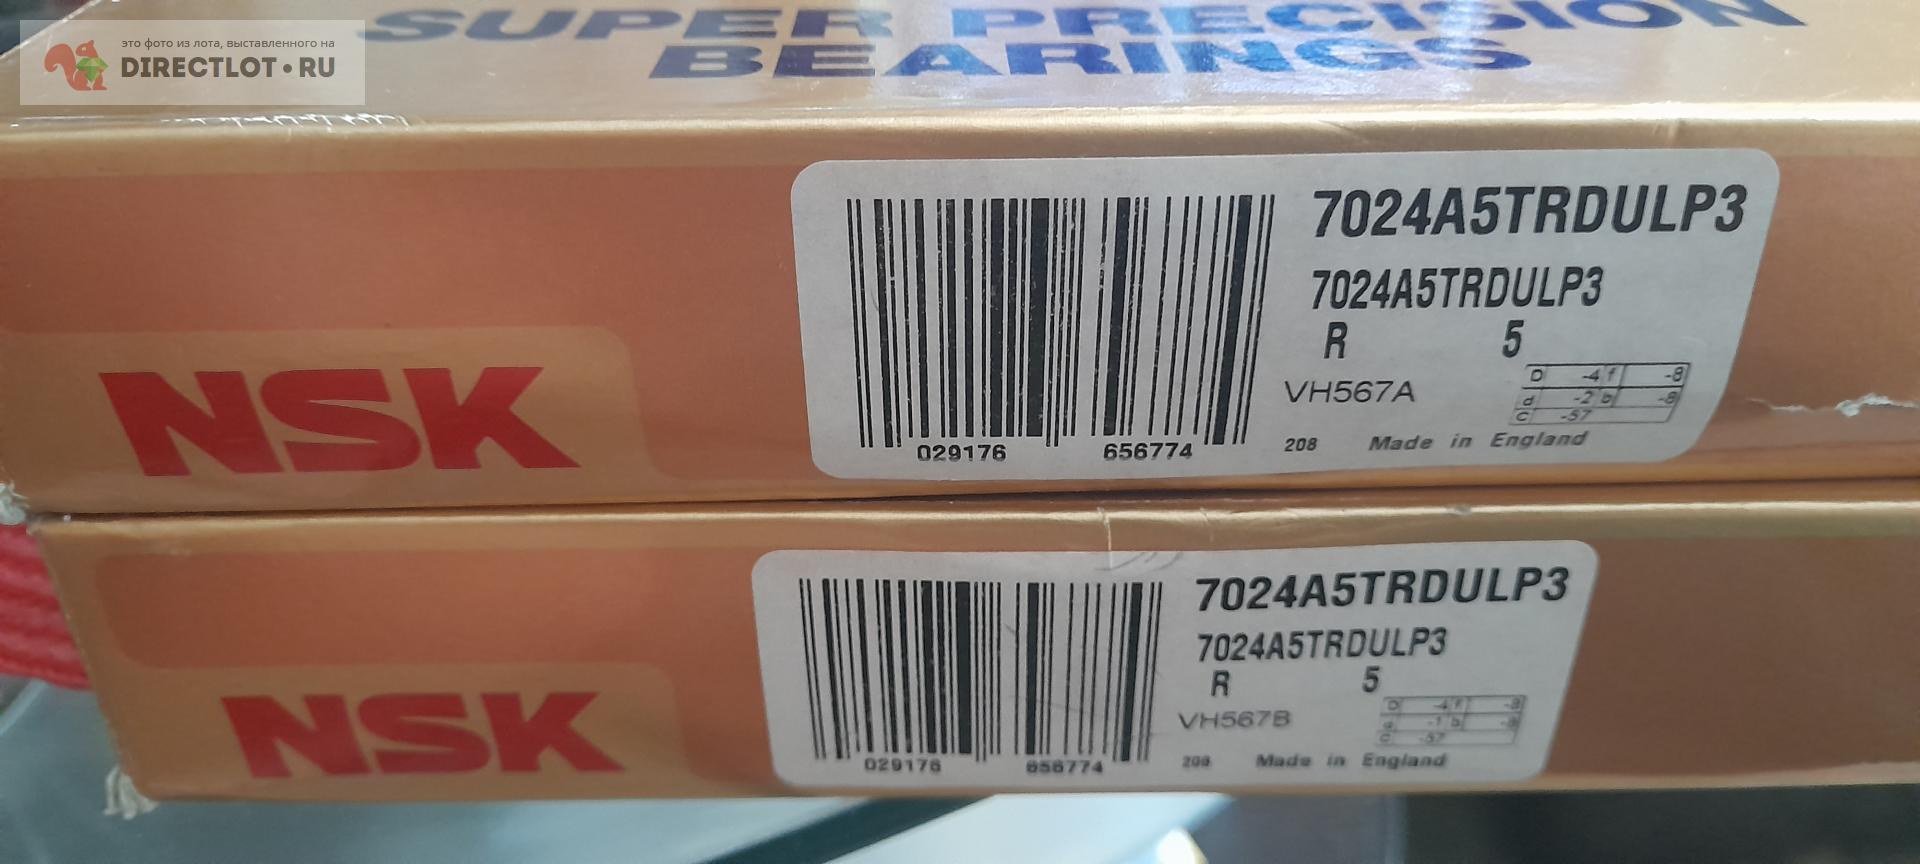 это фото из лота, выставленного на
DIRECTLOT•RU
SUPER PRECISION
BEARINGS
NSK
029176 656774
7024A5TRDULP3
7024A5TRDULP3
R 5
VH567A
D -4 f -8
d -2 b -8
C -57
208 Made in England
NSK
029176 656774
7024A5TRDULP3
7024A5TRDULP3
R 5
VH567B
D -4 f -8
d -1 b -8
C -57
208 Made in England